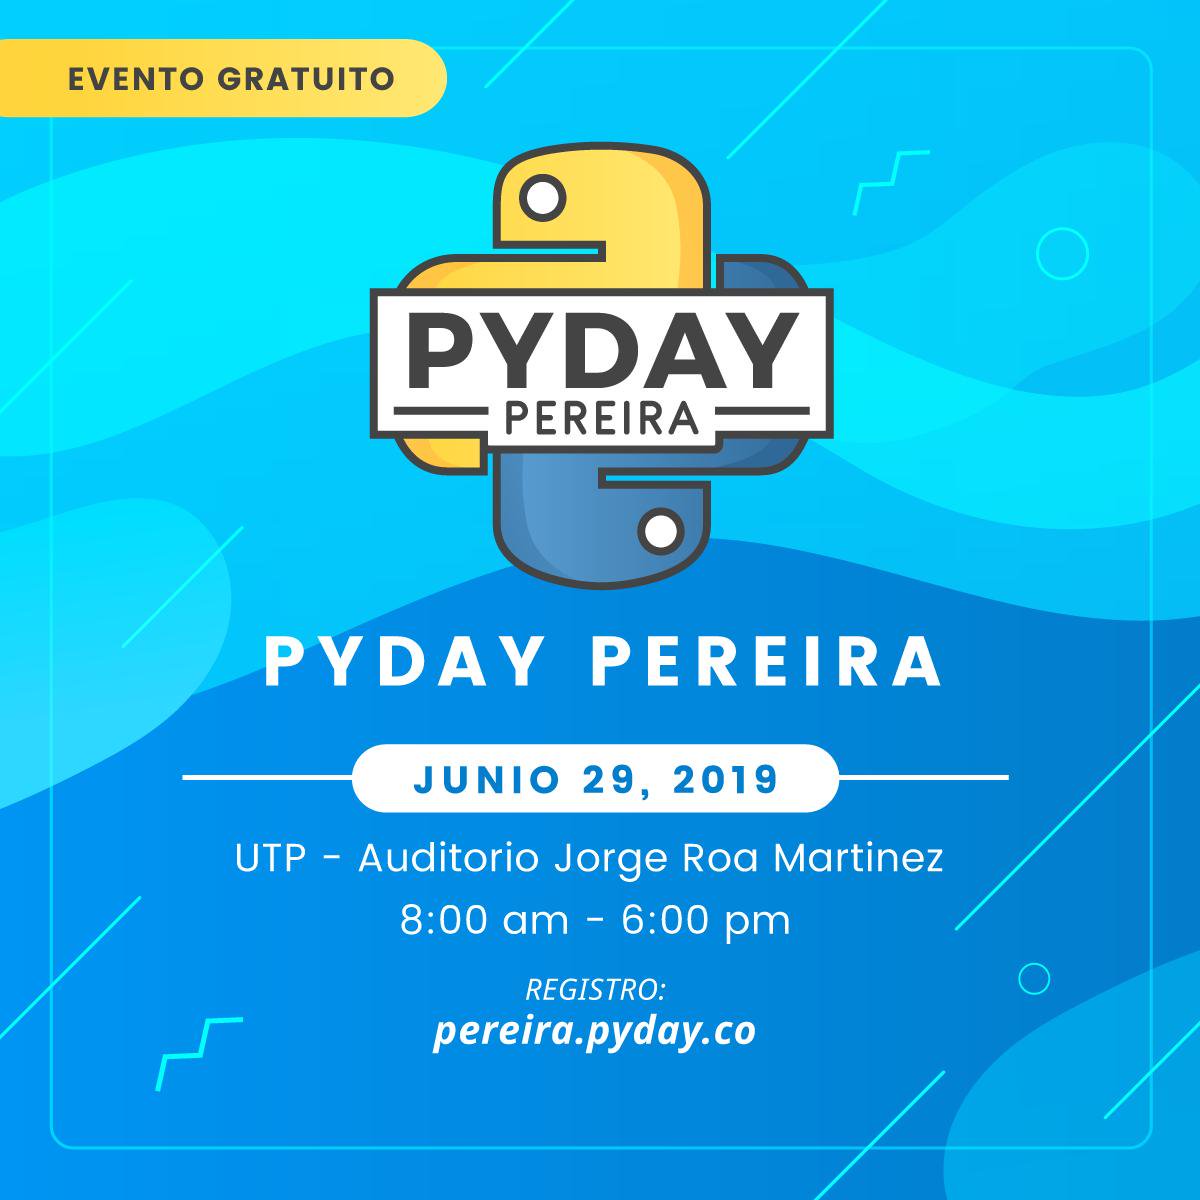 EVENTO GRATUITO
PYDAY
PEREIRA
PYDAY PEREIRA
JUNIO 29, 2019
UTP - Auditorio Jorge Roa Martinez
8:00 am - 6:00 pm
REGISTRO:
pereira.pyday.co